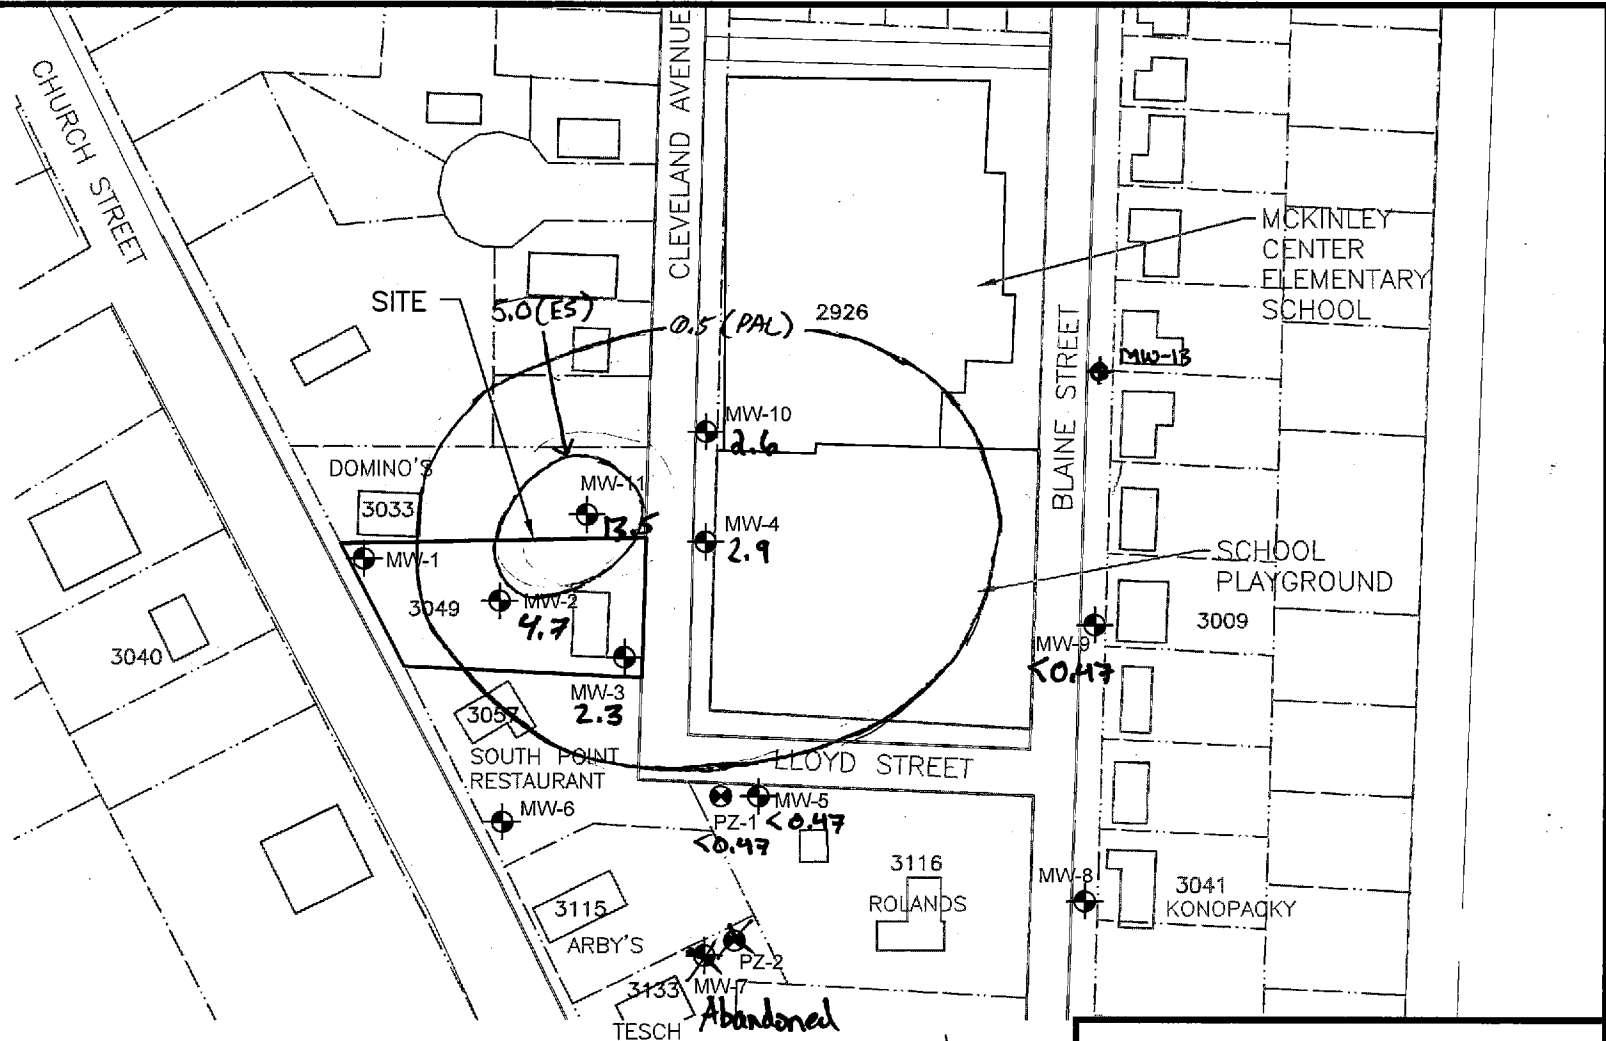 CHURCH STREET
CLEVELAND AVENUE
MCKINLEY
CENTER
ELEMENTARY
SCHOOL
SITE
5.0(ES)
0.5 (PAL)
2926
BLAINE STREET
MW-13
MW-10
2.6
DOMINO'S
3033
MW-11
13.5
MW-4
2.9
MW-1
SCHOOL
PLAYGROUND
3049
MW-2
4.7
3009
MW-9
<0.47
3040
MW-3
2.3
3057
SOUTH POINT
RESTAURANT
LLOYD STREET
MW-6
MW-5
<0.47
PZ-1
<0.47
3116
ROLANDS
MW-8
3041
KONOPACKY
3115
ARBY'S
PZ-2
MW-7
3133
Abandoned
TESCH